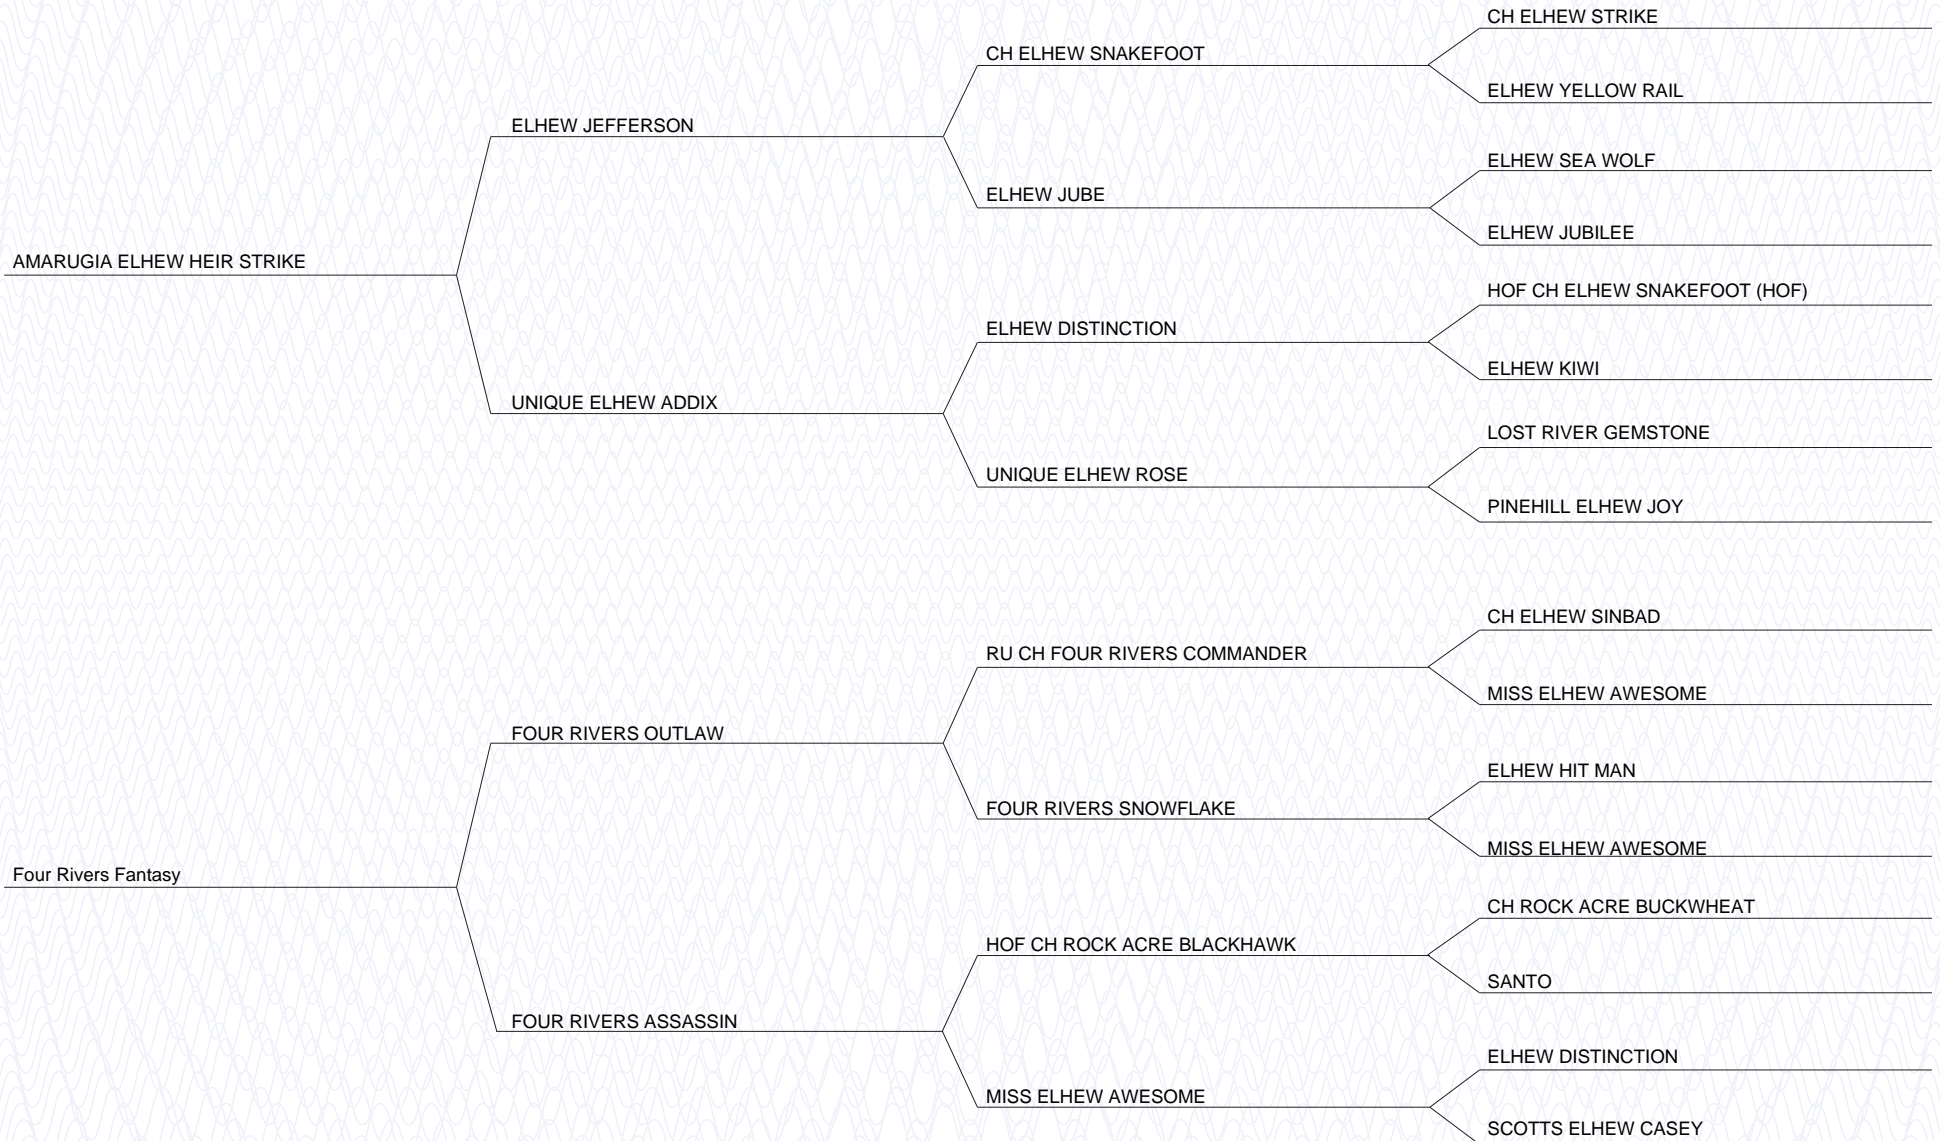 CH ELHEW STRIKE
CH ELHEW SNAKEFOOT
ELHEW YELLOW RAIL
ELHEW JEFFERSON
ELHEW SEA WOLF
ELHEW JUBE
ELHEW JUBILEE
AMARUGIA ELHEW HEIR STRIKE
HOF CH ELHEW SNAKEFOOT (HOF)
ELHEW DISTINCTION
ELHEW KIWI
UNIQUE ELHEW ADDIX
LOST RIVER GEMSTONE
UNIQUE ELHEW ROSE
PINEHILL ELHEW JOY
CH ELHEW SINBAD
RU CH FOUR RIVERS COMMANDER
MISS ELHEW AWESOME
FOUR RIVERS OUTLAW
ELHEW HIT MAN
FOUR RIVERS SNOWFLAKE
MISS ELHEW AWESOME
Four Rivers Fantasy
CH ROCK ACRE BUCKWHEAT
HOF CH ROCK ACRE BLACKHAWK
SANTO
FOUR RIVERS ASSASSIN
ELHEW DISTINCTION
MISS ELHEW AWESOME
SCOTTS ELHEW CASEY